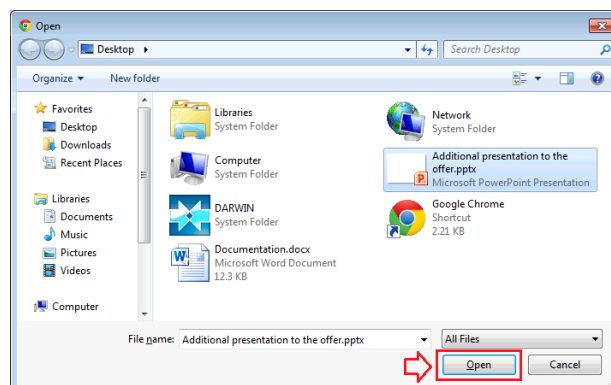 Open
Desktop
Search Desktop
Organize
New folder
Favorites
Desktop
Downloads
Recent Places
Libraries
Documents
Music
Pictures
Videos
Computer
Libraries
System Folder
Computer
System Folder
DARWIN
System Folder
Documentation.docx
Microsoft Word Document
12.3 KB
Network
System Folder
Additional presentation to the
offer.pptx
Microsoft PowerPoint Presentation
Google Chrome
Shortcut
2.21 KB
File name: Additional presentation to the offer.pptx
All Files
Open
Cancel